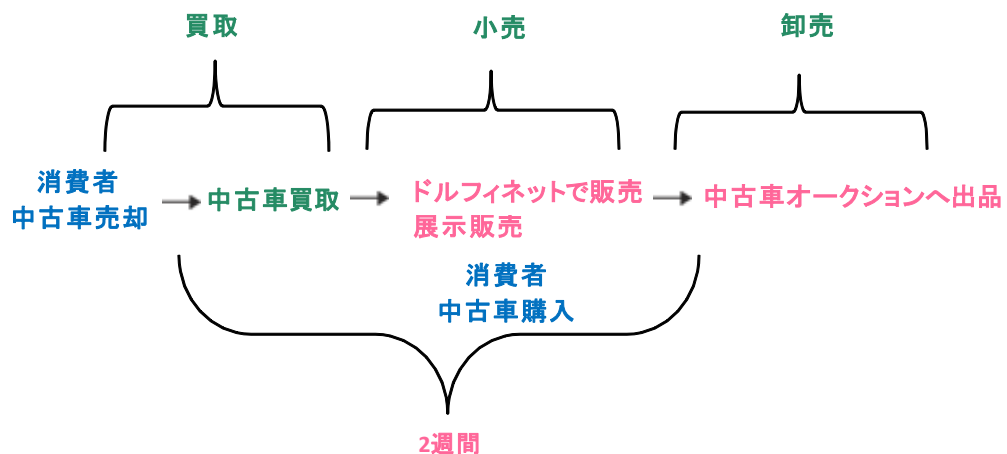 買取
小売
卸売
消費者
中古車売却
中古車買取
ドルフィネットで販売
展示販売
中古車オークションへ出品
消費者
中古車購入
2週間